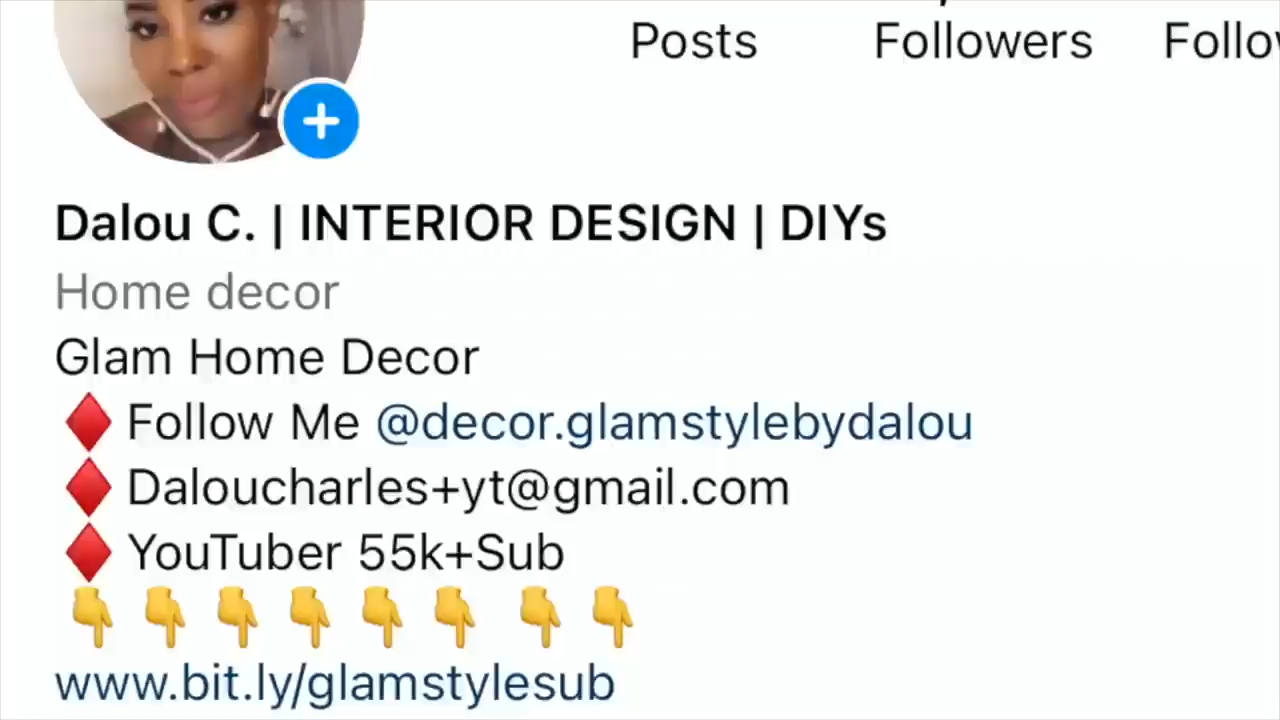 Posts Followers Follow
Dalou C. | INTERIOR DESIGN | DIYs
Home decor
Glam Home Decor
♦️ Follow Me @decor.glamstylebydalou
♦️ Daloucharles+yt@gmail.com
♦️ YouTuber 55k+Sub
👇 👇 👇 👇 👇 👇 👇 👇
www.bit.ly/glamstylesub